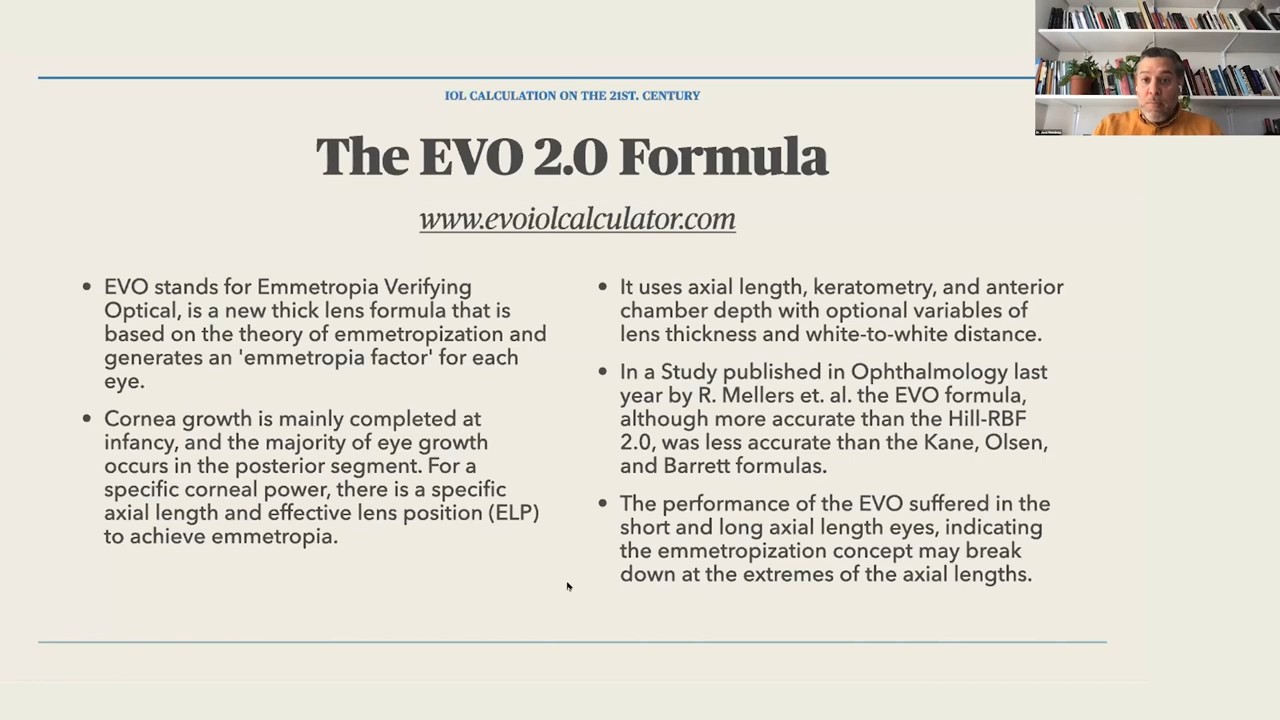 IOL CALCULATION ON THE 21ST. CENTURY
The EVO 2.0 Formula
www.evoiolcalculator.com
• EVO stands for Emmetropia Verifying
Optical, is a new thick lens formula that is
based on the theory of emmetropization and
generates an 'emmetropia factor' for each
eye.
• Cornea growth is mainly completed at
infancy, and the majority of eye growth
occurs in the posterior segment. For a
specific corneal power, there is a specific
axial length and effective lens position (ELP)
to achieve emmetropia.
• It uses axial length, keratometry, and anterior
chamber depth with optional variables of
lens thickness and white-to-white distance.
• In a Study published in Ophthalmology last
year by R. Mellers et. al. the EVO formula,
although more accurate than the Hill-RBF
2.0, was less accurate than the Kane, Olsen,
and Barrett formulas.
• The performance of the EVO suffered in the
short and long axial length eyes, indicating
the emmetropization concept may break
down at the extremes of the axial lengths.